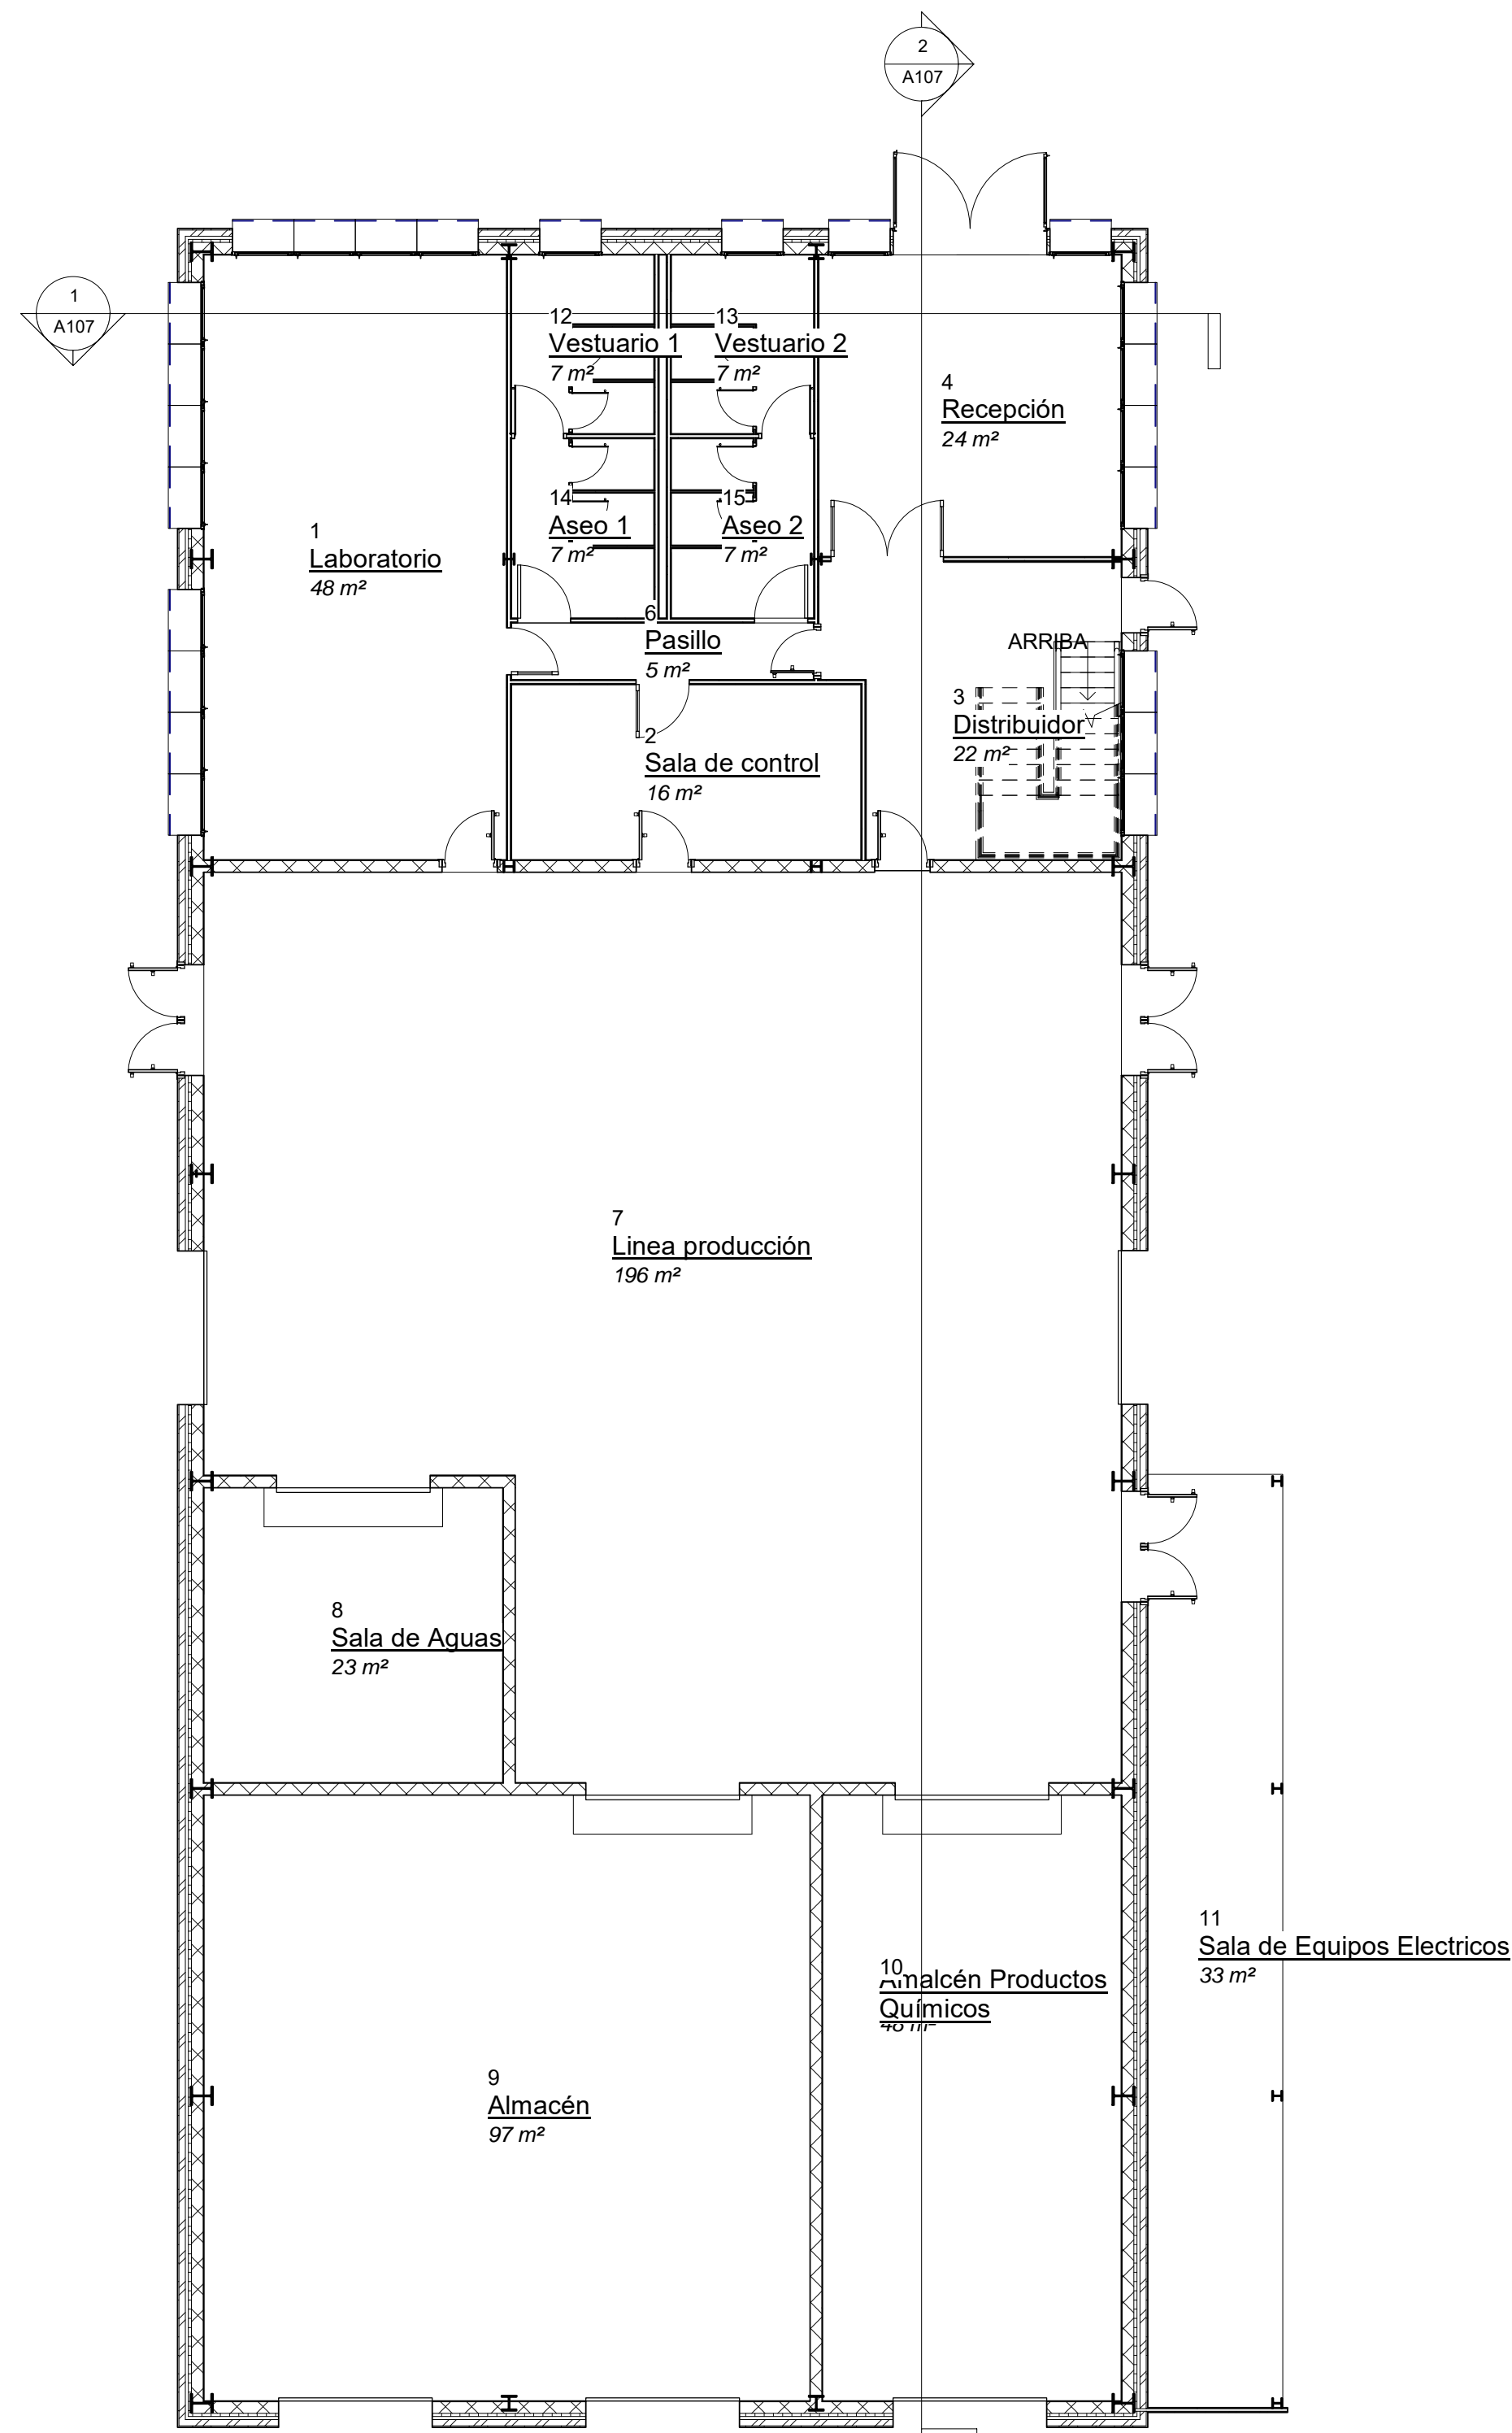 2
A107
1
A107
12
Vestuario 1
7 m²
13
Vestuario 2
7 m²
4
Recepción
24 m²
1
Laboratorio
48 m²
14
Aseo 1
7 m²
15
Aseo 2
7 m²
6
Pasillo
5 m²
ARRIBA
3
Distribuidor
22 m²
2
Sala de control
16 m²
7
Linea producción
196 m²
8
Sala de Aguas
23 m²
11
Sala de Equipos Electricos
33 m²
10
Amalcén Productos
Químicos
9
Almacén
97 m²